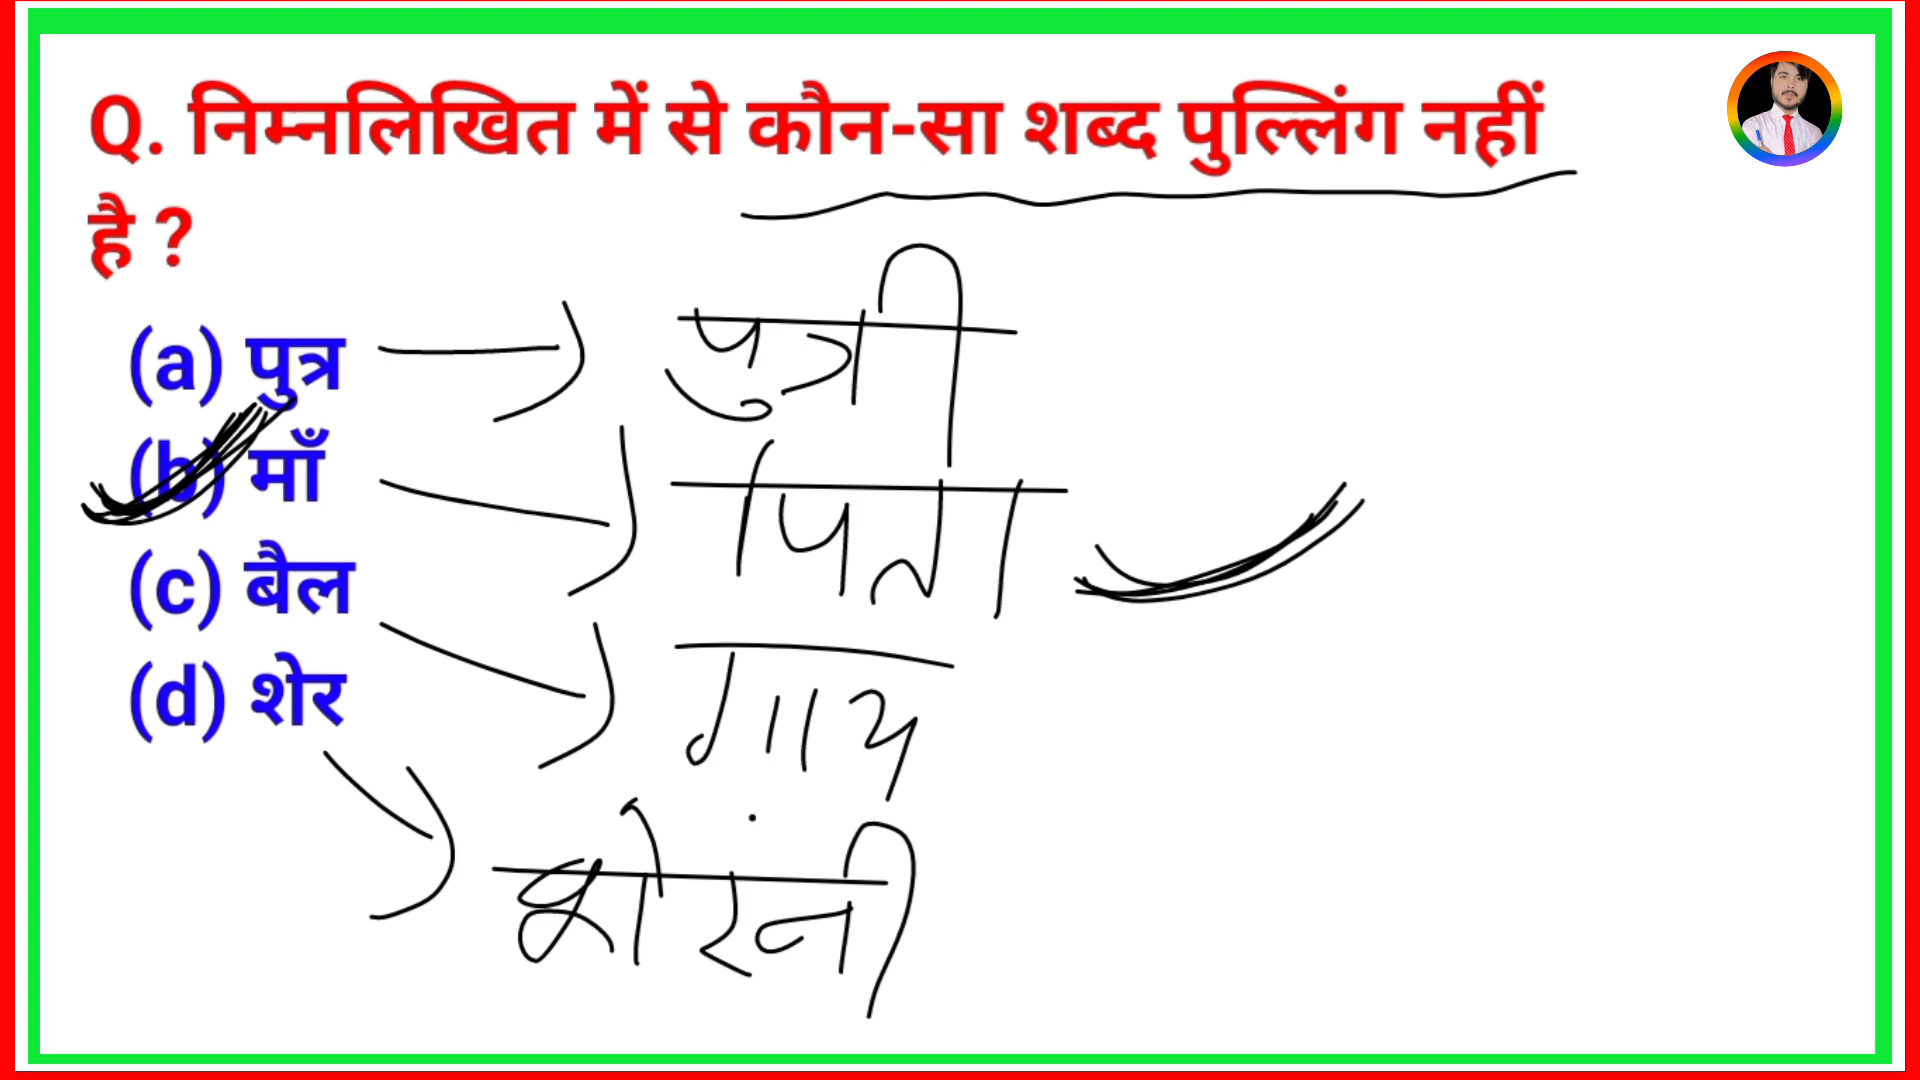 Q. निम्नलिखित में से कौन-सा शब्द पुल्लिंग नहीं
है ?
(a) पुत्र
पुत्री
(b) माँ
पिता
(c) बैल
गाय
(d) शेर
शेरनी